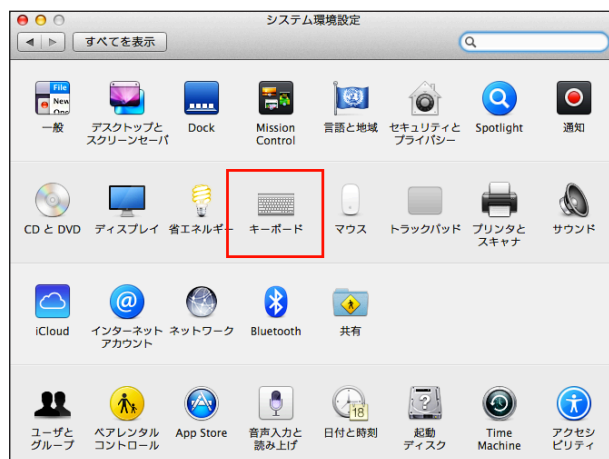 システム環境設定
すべてを表示
File
New
一般
デスクトップと
スクリーンセーバ
Dock
Mission
Control
言語と地域
セキュリティと
プライバシー
Spotlight
通知
CD と DVD
ディスプレイ
省エネルギー
キーボード
マウス
トラックパッド
プリンタと
スキャナ
サウンド
iCloud
インターネット
アカウント
ネットワーク
Bluetooth
共有
ユーザと
グループ
ペアレンタル
コントロール
App Store
音声入力と
読み上げ
18
日付と時刻
起動
ディスク
Time
Machine
アクセシ
ビリティ